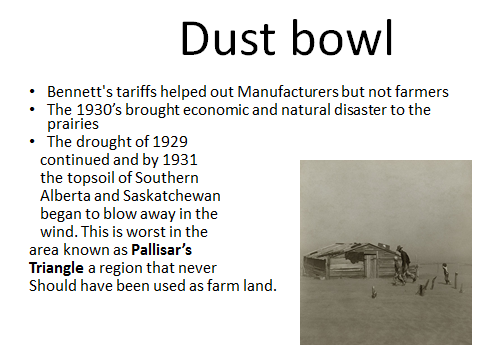 Dust bowl
• Bennett's tariffs helped out Manufacturers but not farmers
• The 1930’s brought economic and natural disaster to the
prairies
• The drought of 1929
continued and by 1931
the topsoil of Southern
Alberta and Saskatchewan
began to blow away in the
wind. This is worst in the
area known as Pallisar’s
Triangle a region that never
Should have been used as farm land.